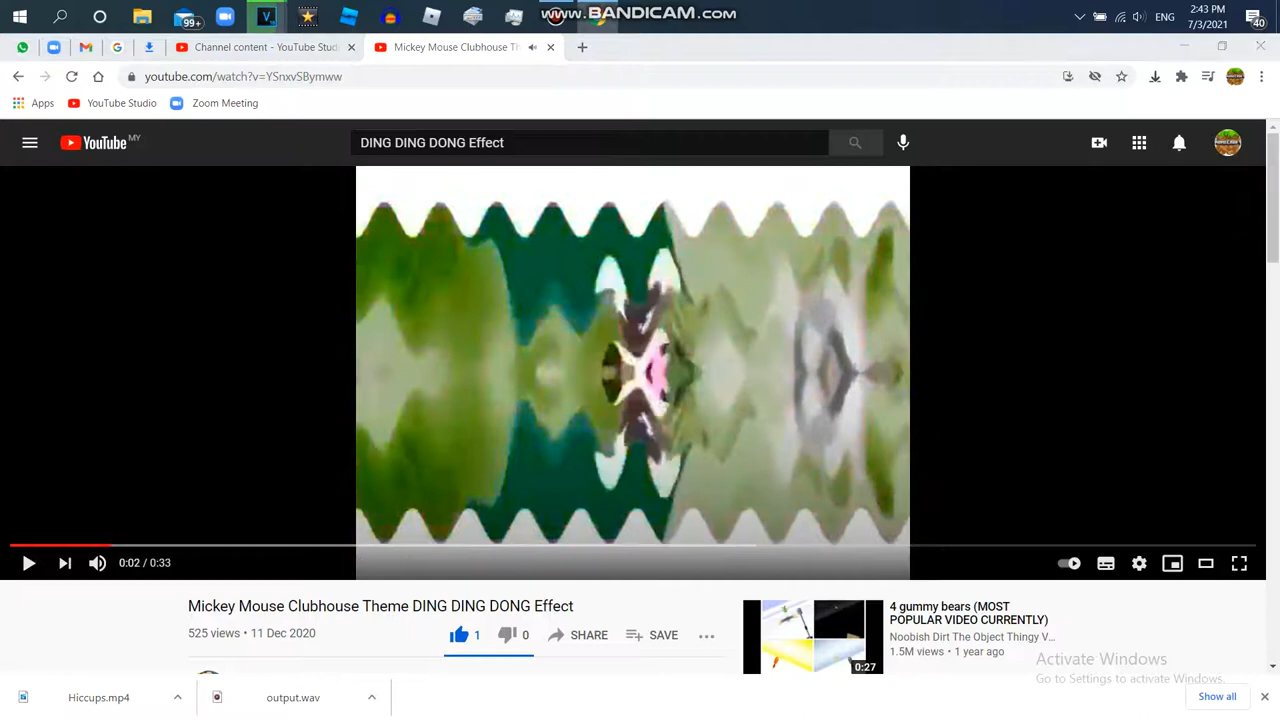 99+
www.BANDICAM.com
ENG
2:43 PM
7/3/2021
40
Channel content - YouTube Studi
Mickey Mouse Clubhouse Th
youtube.com/watch?v=YSnxvSBymww
Apps
YouTube Studio
Zoom Meeting
YouTube MY
DING DING DONG Effect
0:02 / 0:33
Mickey Mouse Clubhouse Theme DING DING DONG Effect
525 views • 11 Dec 2020
1
0
SHARE
SAVE
4 gummy bears (MOST
POPULAR VIDEO CURRENTLY)
Noobish Dirt The Object Thingy V...
1.5M views • 1 year ago
0:27
Activate Windows
Go to Settings to activate Windows.
Hiccups.mp4
output.wav
Show all